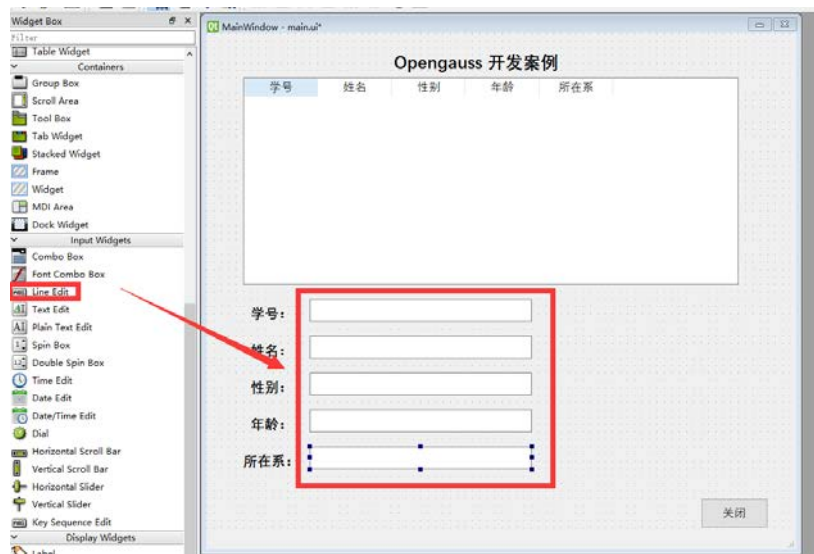 Widget Box
Filter
Table Widget
Containers
Group Box
Scroll Area
Tool Box
Tab Widget
Stacked Widget
Frame
Widget
MDI Area
Dock Widget
Input Widgets
Combo Box
Font Combo Box
Line Edit
Text Edit
Plain Text Edit
Spin Box
Double Spin Box
Time Edit
Date Edit
Date/Time Edit
Dial
Horizontal Scroll Bar
Vertical Scroll Bar
Horizontal Slider
Vertical Slider
Key Sequence Edit
Display Widgets
Label
MainWindow - main.ui*
Opengauss 开发案例
学号 姓名 性别 年龄 所在系
学号：
姓名：
性别：
年龄：
所在系：
关闭